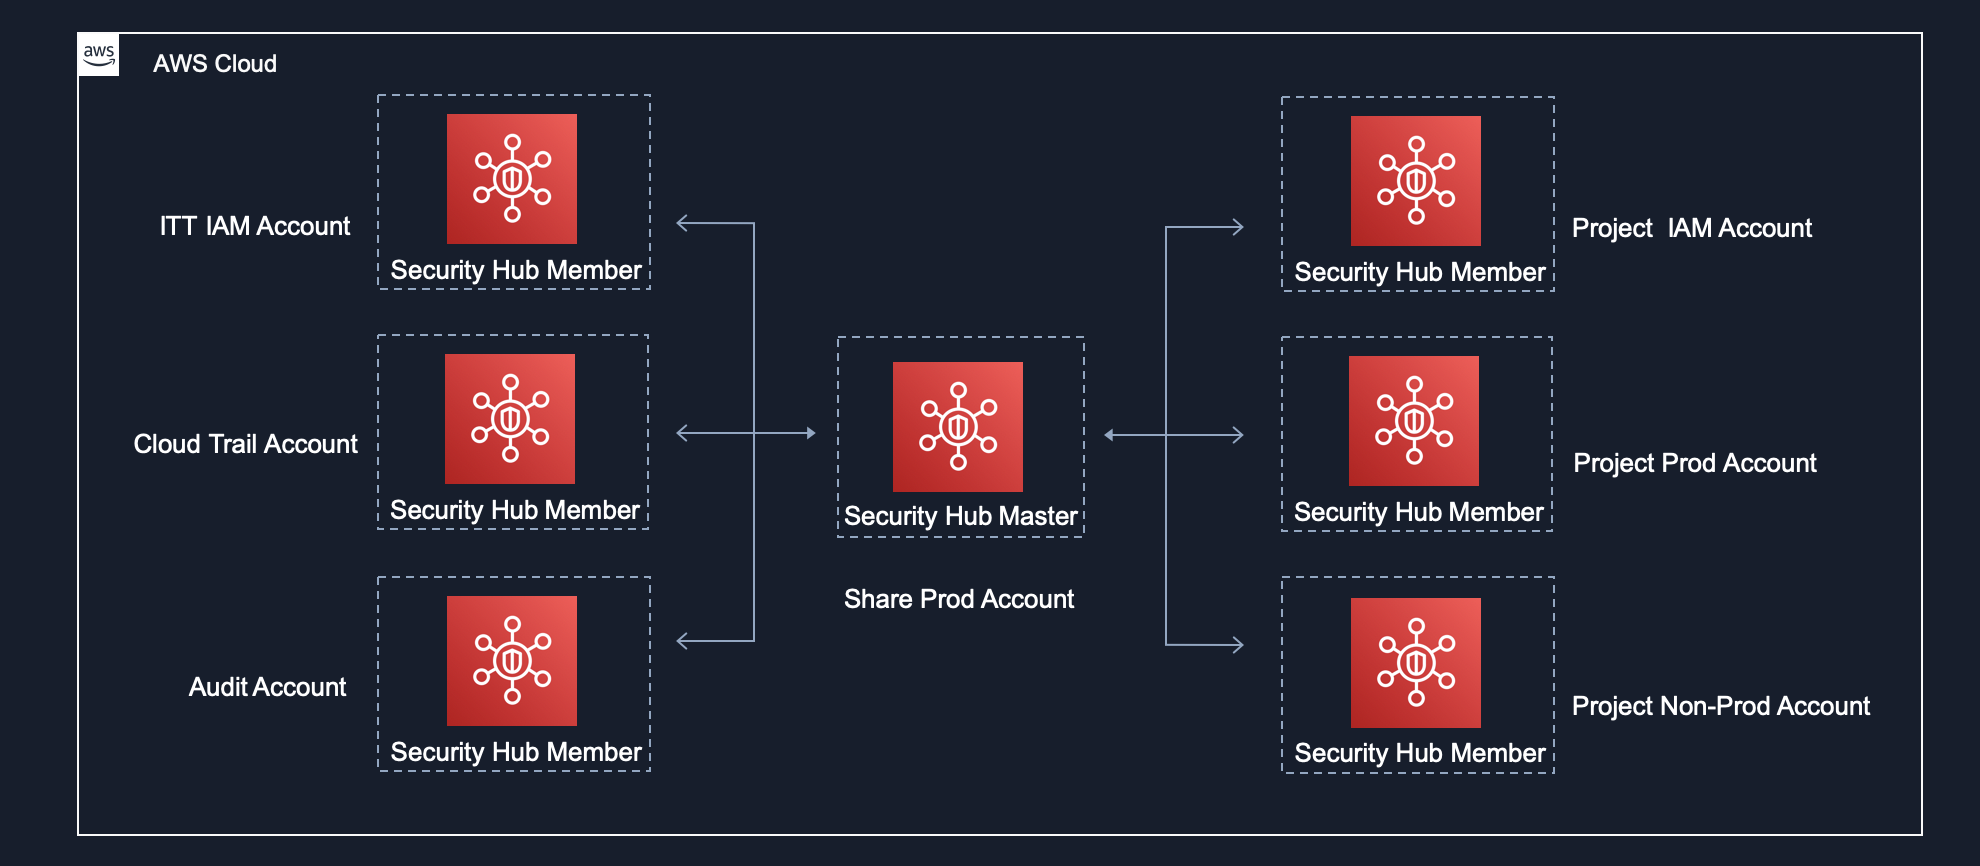 aws
AWS Cloud
ITT IAM Account
Security Hub Member
Cloud Trail Account
Security Hub Member
Audit Account
Security Hub Member
Security Hub Master
Share Prod Account
Security Hub Member
Project IAM Account
Security Hub Member
Project Prod Account
Security Hub Member
Project Non-Prod Account